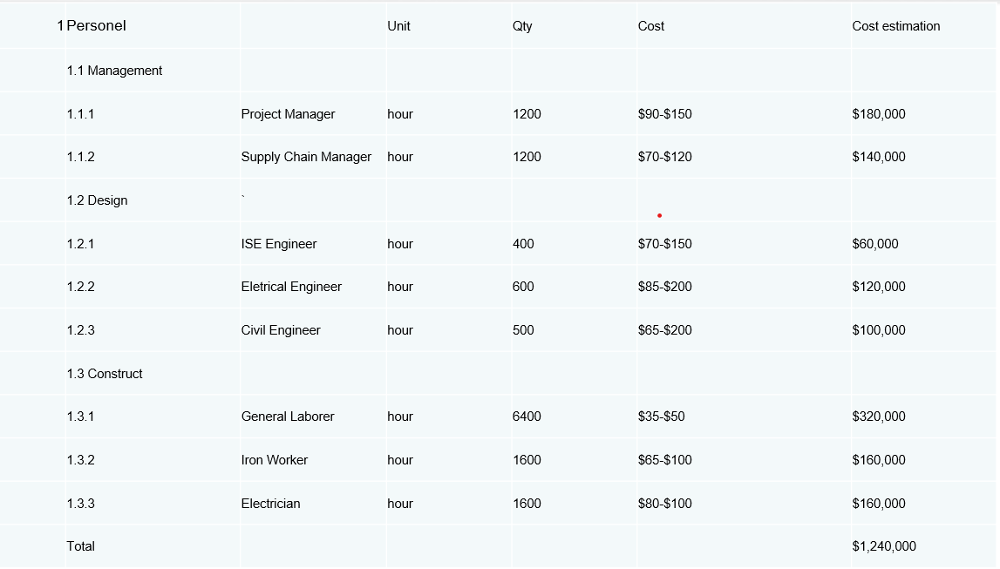 1 Personel Unit Qty Cost Cost estimation
1.1 Management
1.1.1 Project Manager hour 1200 $90-$150 $180,000
1.1.2 Supply Chain Manager hour 1200 $70-$120 $140,000
1.2 Design `
1.2.1 ISE Engineer hour 400 $70-$150 $60,000
1.2.2 Eletrical Engineer hour 600 $85-$200 $120,000
1.2.3 Civil Engineer hour 500 $65-$200 $100,000
1.3 Construct
1.3.1 General Laborer hour 6400 $35-$50 $320,000
1.3.2 Iron Worker hour 1600 $65-$100 $160,000
1.3.3 Electrician hour 1600 $80-$100 $160,000
Total $1,240,000